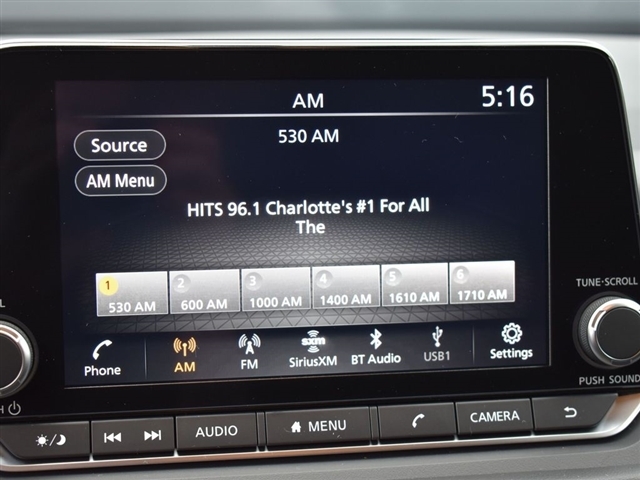 AM
5:16
530 AM
Source
AM Menu
HITS 96.1 Charlotte's #1 For All
The
1 2 3 4 5 6
530 AM 600 AM 1000 AM 1400 AM 1610 AM 1710 AM
sxm
Phone AM FM SiriusXM BT Audio USB1 Settings
TUNE·SCROLL
PUSH SOUND
AUDIO MENU CAMERA